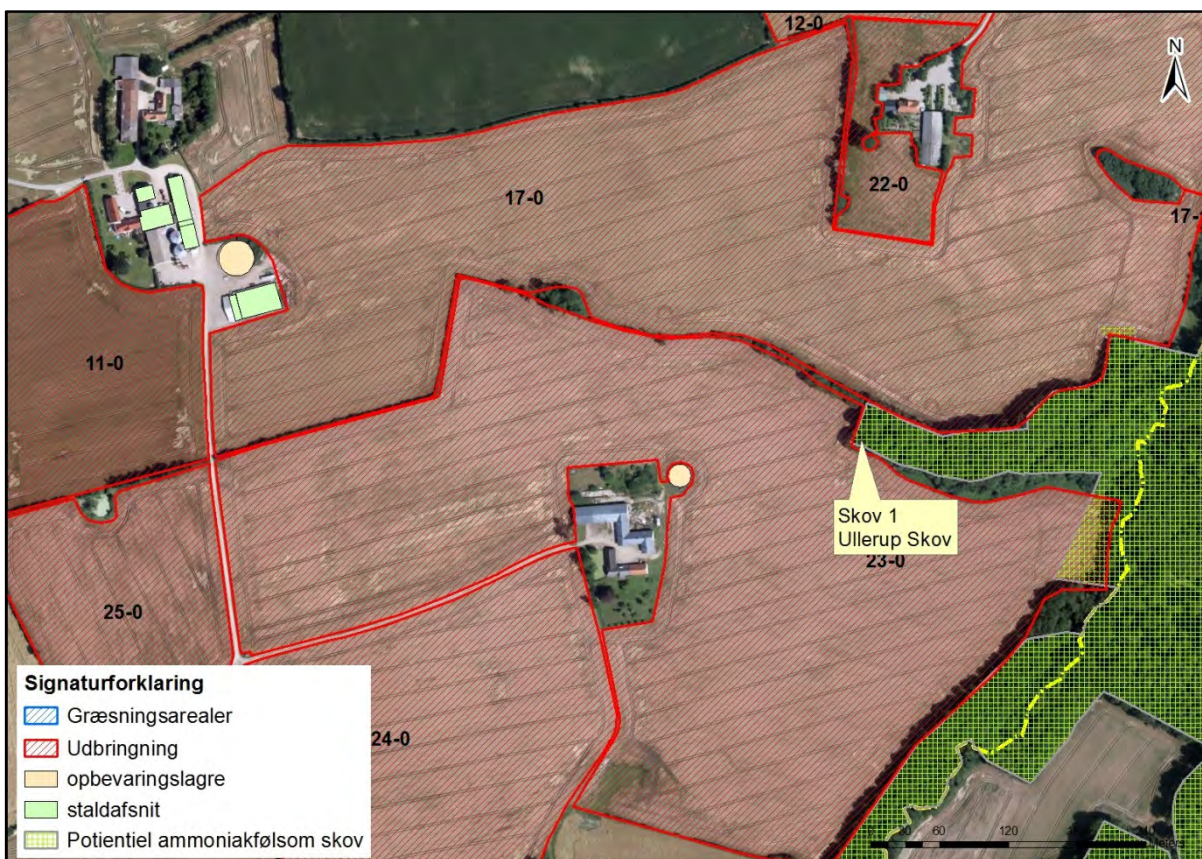 12-0
N
22-0
17-0
17-
11-0
Skov 1
Ullerup Skov
23-0
25-0
24-0
Signaturforklaring
Græsningsarealer
Udbringning
opbevaringslagre
staldafsnit
Potientiel ammoniakfølsom skov
60 120